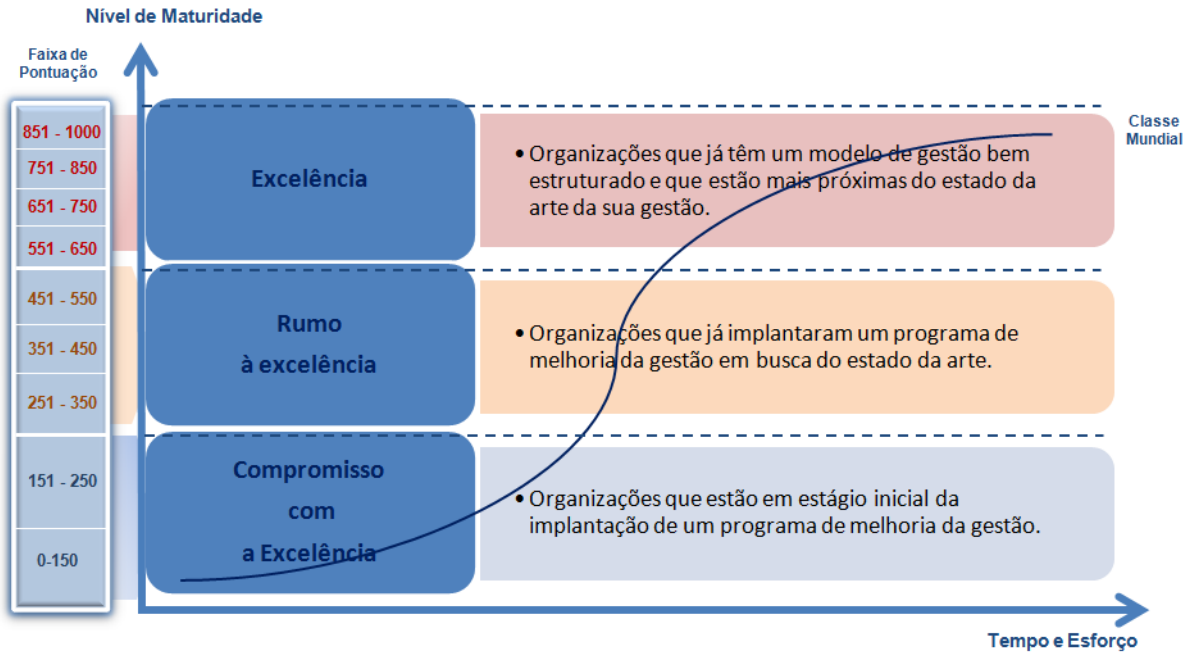 Nível de Maturidade
Faixa de
Pontuação
851 - 1000
751 - 850
651 - 750
551 - 650
451 - 550
351 - 450
251 - 350
151 - 250
0-150
Excelência
• Organizações que já têm um modelo de gestão bem
estruturado e que estão mais próximas do estado da
arte da sua gestão.
Classe
Mundial
Rumo
à excelência
• Organizações que já implantaram um programa de
melhoria da gestão em busca do estado da arte.
Compromisso
com
a Excelência
• Organizações que estão em estágio inicial da
implantação de um programa de melhoria da gestão.
Tempo e Esforço